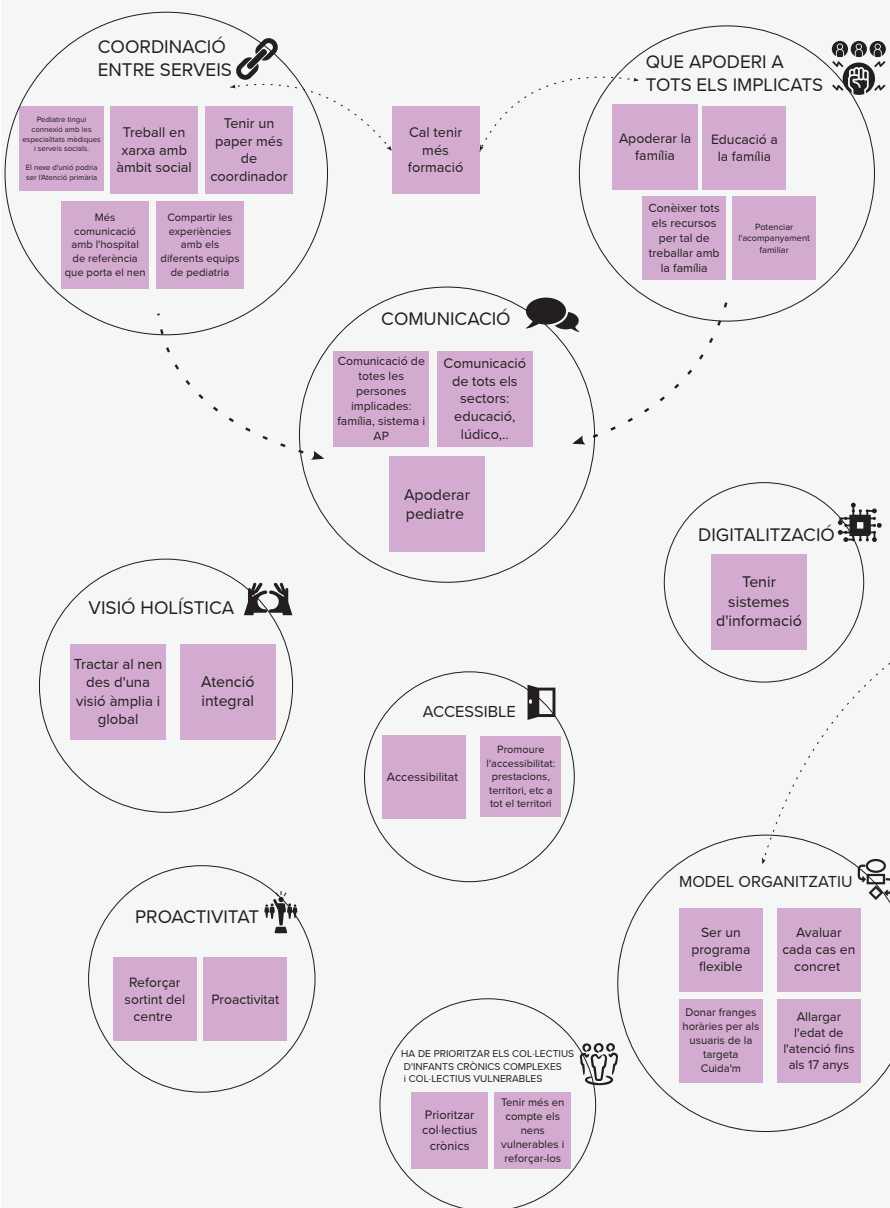 COORDINACIÓ
ENTRE SERVEIS
Pediatre tingui
connexió amb les
especialitats mèdiques
i serveis socials.
El nexe d'unió podria
ser l'Atenció primària
Treball en
xarxa amb
àmbit social
Tenir un
paper més
de
coordinador
Més
comunicació
amb l'hospital
de referència
que porta el nen
Compartir les
experiències
amb els
diferents equips
de pediatria
Cal tenir
més
formació
QUE APODERI A
TOTS ELS IMPLICATS
Apoderar la
família
Educació a
la família
Conèixer tots
els recursos
per tal de
treballar amb
la família
Potenciar
l'acompanyament
familiar
COMUNICACIÓ
Comunicació de
totes les
persones
implicades:
família, sistema i
AP
Comunicació
de tots els
sectors:
educació,
lúdico,..
Apoderar
pediatre
DIGITALITZACIÓ
Tenir
sistemes
d'informació
VISIÓ HOLÍSTICA
Tractar al nen
des d'una
visió àmplia i
global
Atenció
integral
ACCESSIBLE
Accessibilitat
Promoure
l'accessibilitat:
prestacions,
territori, etc a
tot el territori
MODEL ORGANITZATIU
Ser un
programa
flexible
Avaluar
cada cas en
concret
Donar franges
horàries per als
usuaris de la
targeta
Cuida'm
Allargar
l'edat de
l'atenció fins
als 17 anys
PROACTIVITAT
Reforçar
sortint del
centre
Proactivitat
HA DE PRIORITZAR ELS COL·LECTIUS
D'INFANTS CRÒNICS COMPLEXES
i COL·LECTIUS VULNERABLES
Prioritzar
col·lectius
crònics
Tenir més en
compte els
nens
vulnerables i
reforçar-los